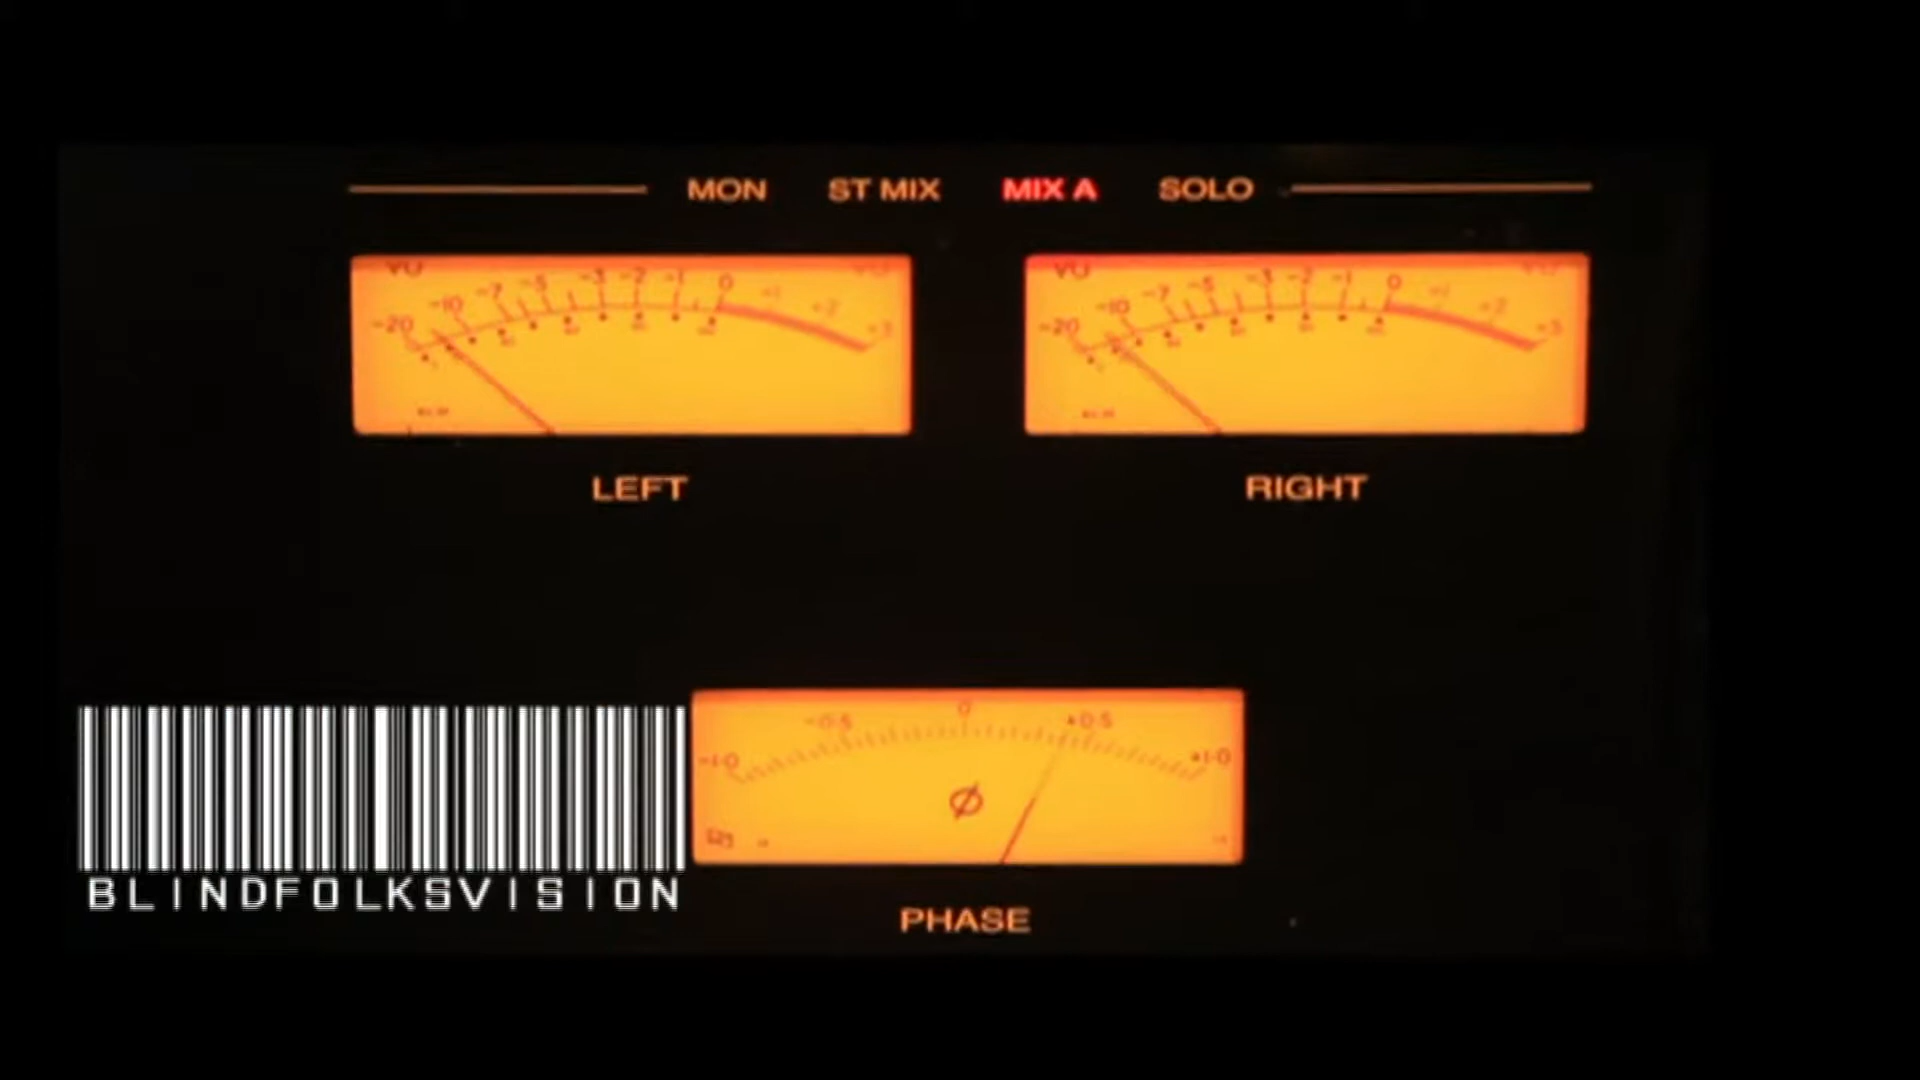 MON ST MIX MIX A SOLO
VU VU
-20 -10 -7 -5 -3 -2 -1 0 +1 +2 +3
VU VU
-20 -10 -7 -5 -3 -2 -1 0 +1 +2 +3
LEFT RIGHT
-1·0 -0·5 0 +0·5 +1·0
Ø
BLINDFOLKSVISION
PHASE